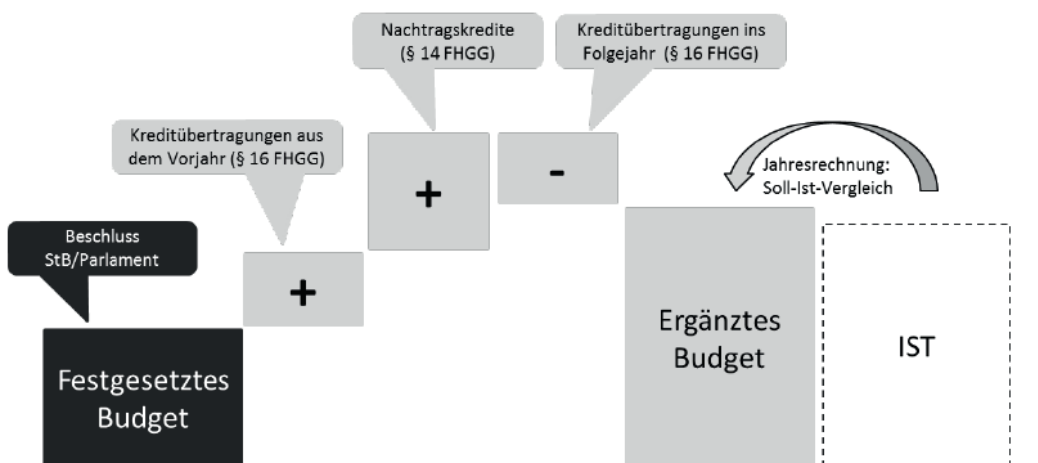 Nachtragskredite
(§ 14 FHGG)
Kreditübertragungen ins
Folgejahr (§ 16 FHGG)
Kreditübertragungen aus
dem Vorjahr (§ 16 FHGG)
Beschluss
StB/Parlament
+
+
-
Jahresrechnung:
Soll-Ist-Vergleich
Festgesetztes
Budget
Ergänztes
Budget
IST